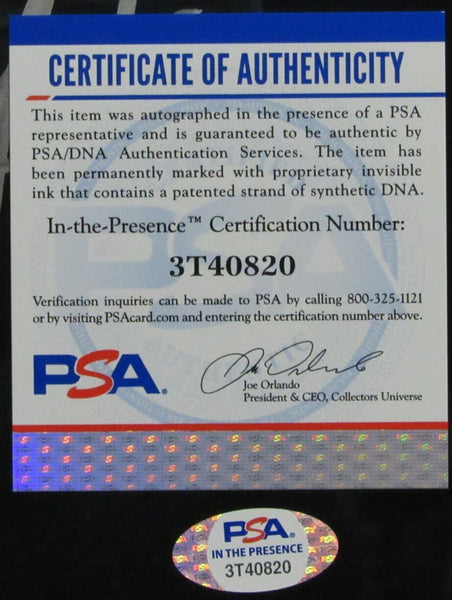 CERTIFICATE OF AUTHENTICITY
This item was autographed in the presence of a PSA
representative and is guaranteed to be authentic by
PSA/DNA Authentication Services. The item has
been permanently marked with proprietary invisible
ink that contains a patented strand of synthetic DNA.
In-the-Presence™ Certification Number:
3T40820
Verification inquiries can be made to PSA by calling 800-325-1121
or by visiting PSAcard.com and entering the certification number above.
PSA®
Joe Orlando
President & CEO, Collectors Universe
PSA®
IN THE PRESENCE
3T40820